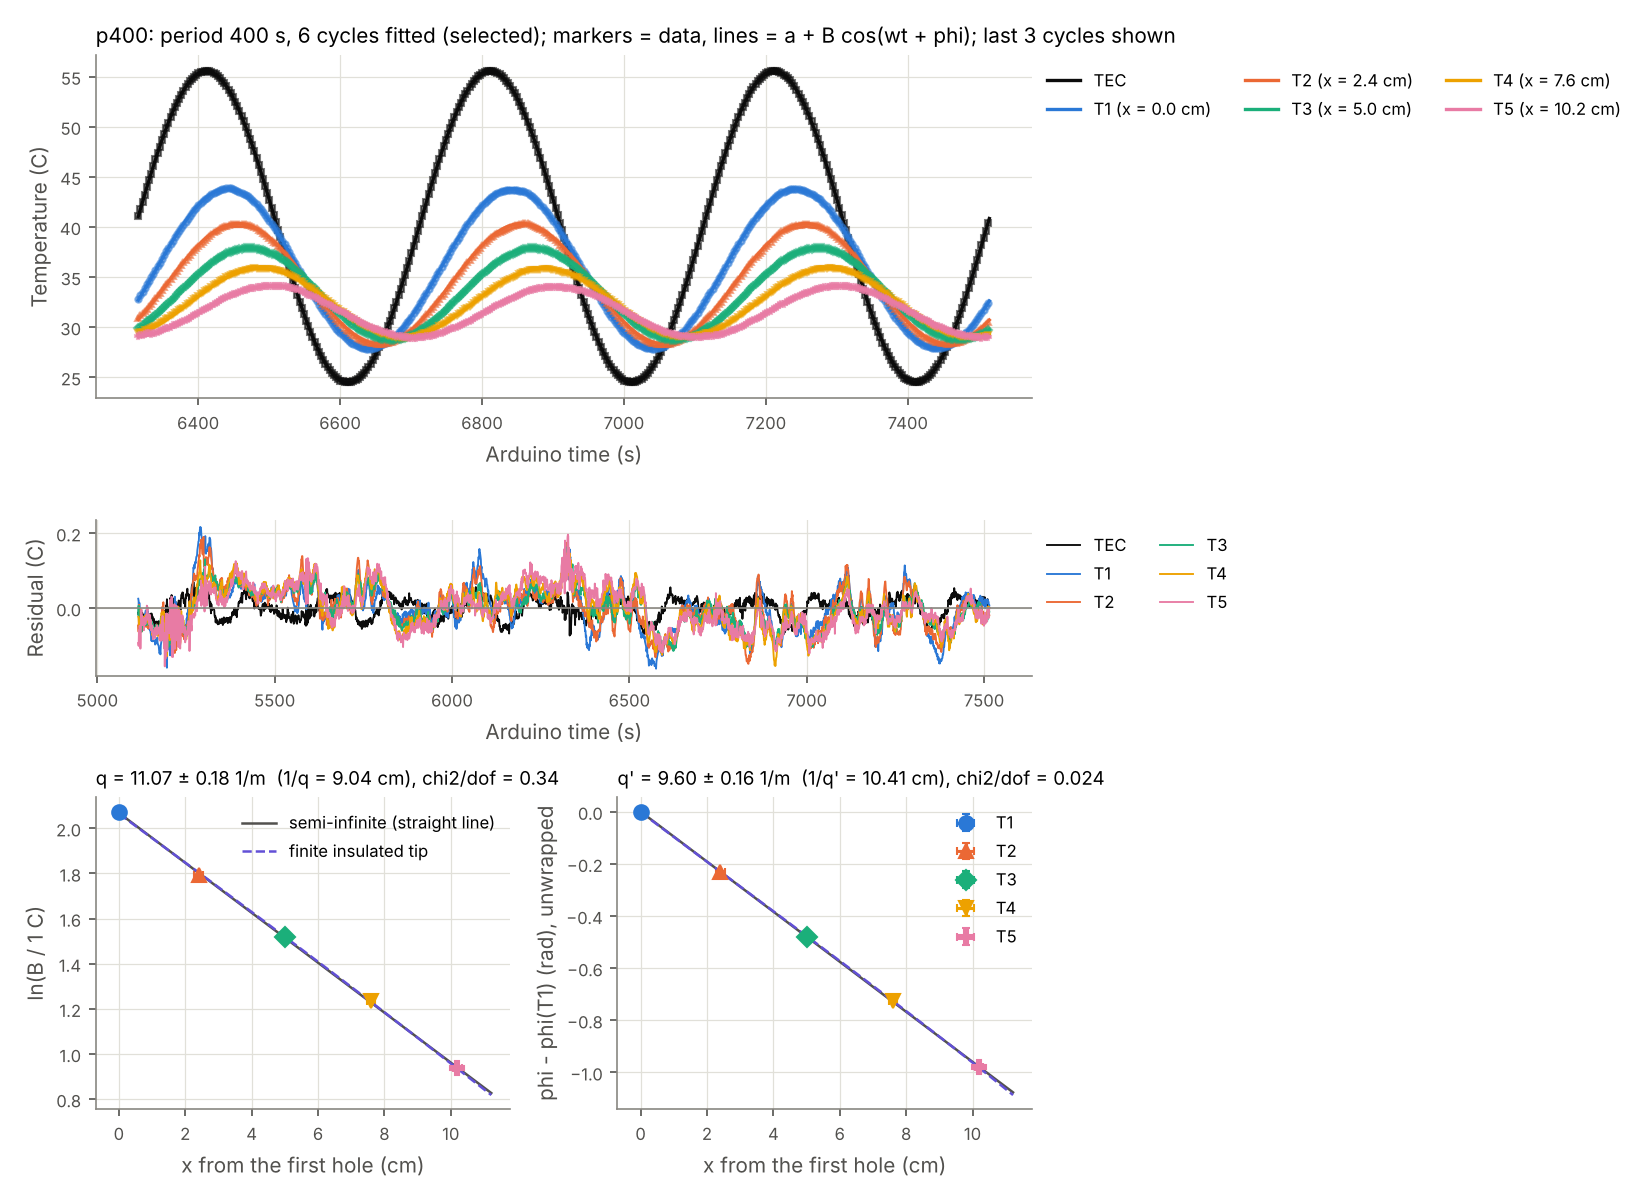 p400: period 400 s, 6 cycles fitted (selected); markers = data, lines = a + B cos(wt + phi); last 3 cycles shown
Temperature (C)
55
50
45
40
35
30
25
6400
6600
6800
7000
7200
7400
Arduino time (s)
TEC
T1 (x = 0.0 cm)
T2 (x = 2.4 cm)
T3 (x = 5.0 cm)
T4 (x = 7.6 cm)
T5 (x = 10.2 cm)
Residual (C)
0.2
0.0
5000
5500
6000
6500
7000
7500
Arduino time (s)
TEC
T1
T2
T3
T4
T5
q = 11.07 ± 0.18 1/m (1/q = 9.04 cm), chi2/dof = 0.34
ln(B / 1 C)
2.0
1.8
1.6
1.4
1.2
1.0
0.8
semi-infinite (straight line)
finite insulated tip
0
2
4
6
8
10
x from the first hole (cm)
q' = 9.60 ± 0.16 1/m (1/q' = 10.41 cm), chi2/dof = 0.024
phi - phi(T1) (rad), unwrapped
0.0
−0.2
−0.4
−0.6
−0.8
−1.0
T1
T2
T3
T4
T5
0
2
4
6
8
10
x from the first hole (cm)